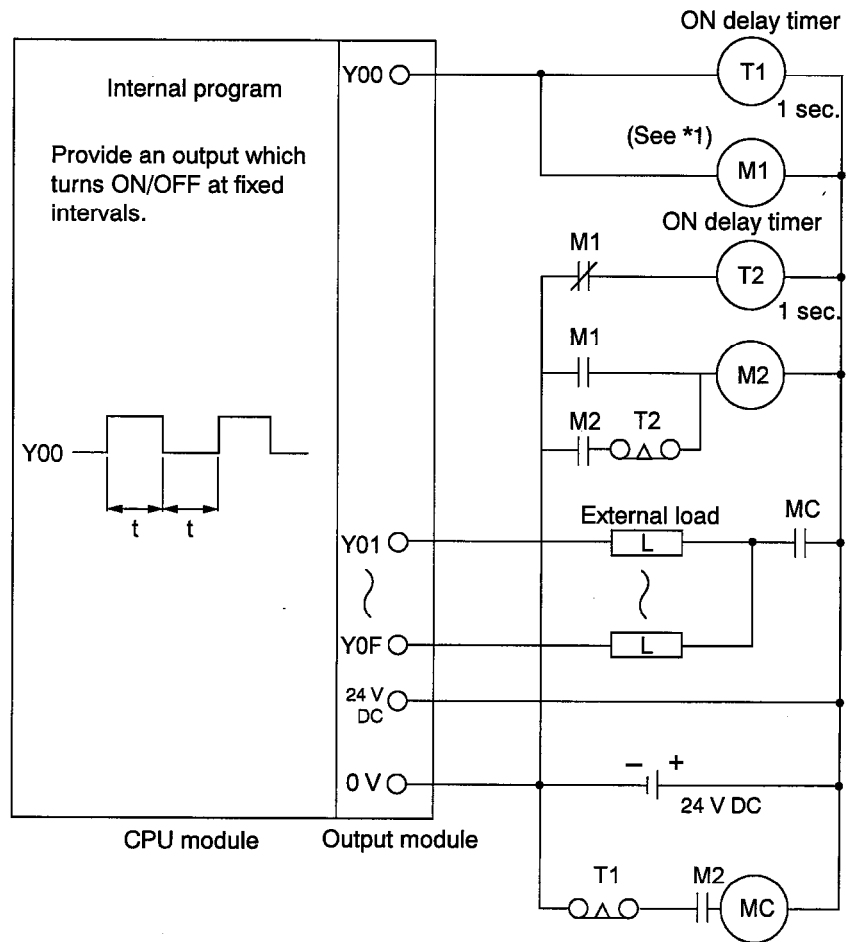 ON delay timer
Y00
T1
Internal program
1 sec.
(See *1)
Provide an output which
turns ON/OFF at fixed
intervals.
M1
ON delay timer
M1
T2
1 sec.
M1
M2
M2
T2
Y00
t
t
External load
MC
Y01
L
Y0F
L
24 V
DC
− +
0 V
24 V DC
CPU module
Output module
T1
M2
MC